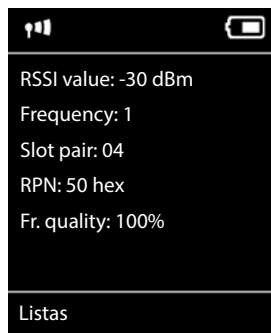 RSSI value: -30 dBm
Frequency: 1
Slot pair: 04
RPN: 50 hex
Fr. quality: 100%
Listas